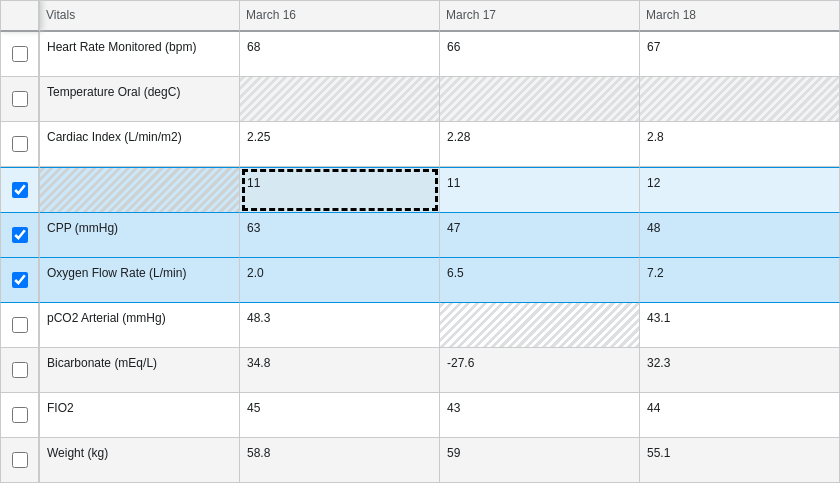 Vitals March 16 March 17 March 18
Heart Rate Monitored (bpm) 68 66 67
Temperature Oral (degC)
Cardiac Index (L/min/m2) 2.25 2.28 2.8
11 11 12
CPP (mmHg) 63 47 48
Oxygen Flow Rate (L/min) 2.0 6.5 7.2
pCO2 Arterial (mmHg) 48.3 43.1
Bicarbonate (mEq/L) 34.8 -27.6 32.3
FIO2 45 43 44
Weight (kg) 58.8 59 55.1